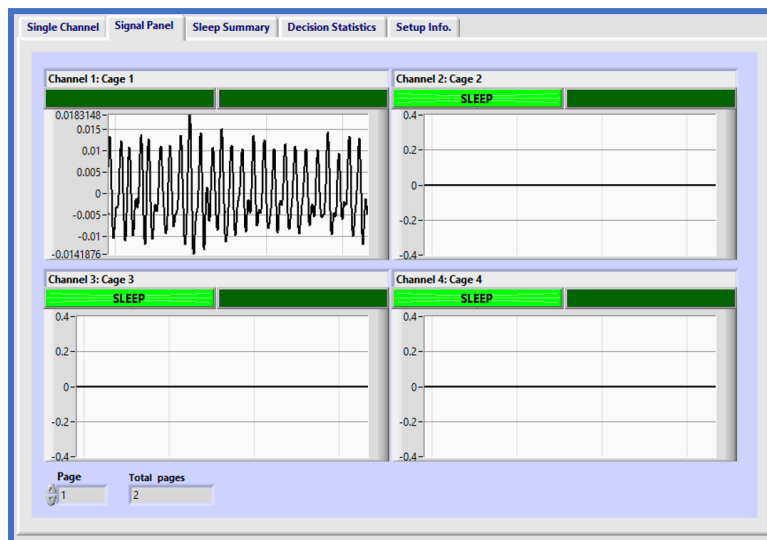 Single Channel Signal Panel Sleep Summary Decision Statistics Setup Info.
Channel 1: Cage 1
0.0183148
0.015
0.01
0.005
0
-0.005
-0.01
-0.0141876
Channel 2: Cage 2
SLEEP
0.4
0.2
0
-0.2
-0.4
Channel 3: Cage 3
SLEEP
0.4
0.2
0
-0.2
-0.4
Channel 4: Cage 4
SLEEP
0.4
0.2
0
-0.2
-0.4
Page Total pages
1 2